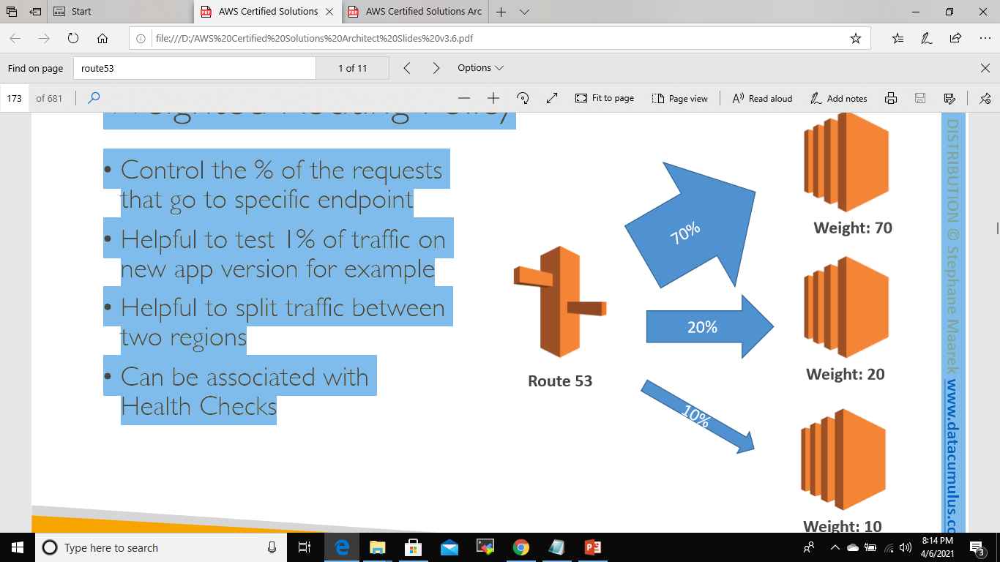 Start
AWS Certified Solutions
AWS Certified Solutions Arc
file:///D:/AWS%20Certified%20Solutions%20Architect%20Slides%20v3.6.pdf
Find on page
route53
1 of 11
Options
173
of 681
Fit to page
Page view
Read aloud
Add notes
Weighted Routing Policy
• Control the % of the requests
that go to specific endpoint
• Helpful to test 1% of traffic on
new app version for example
• Helpful to split traffic between
two regions
• Can be associated with
Health Checks
Route 53
70%
20%
10%
Weight: 70
Weight: 20
Weight: 10
DISTRIBUTION © Stephane Maarek www.datacumulus.co
Type here to search
8:14 PM
4/6/2021
3